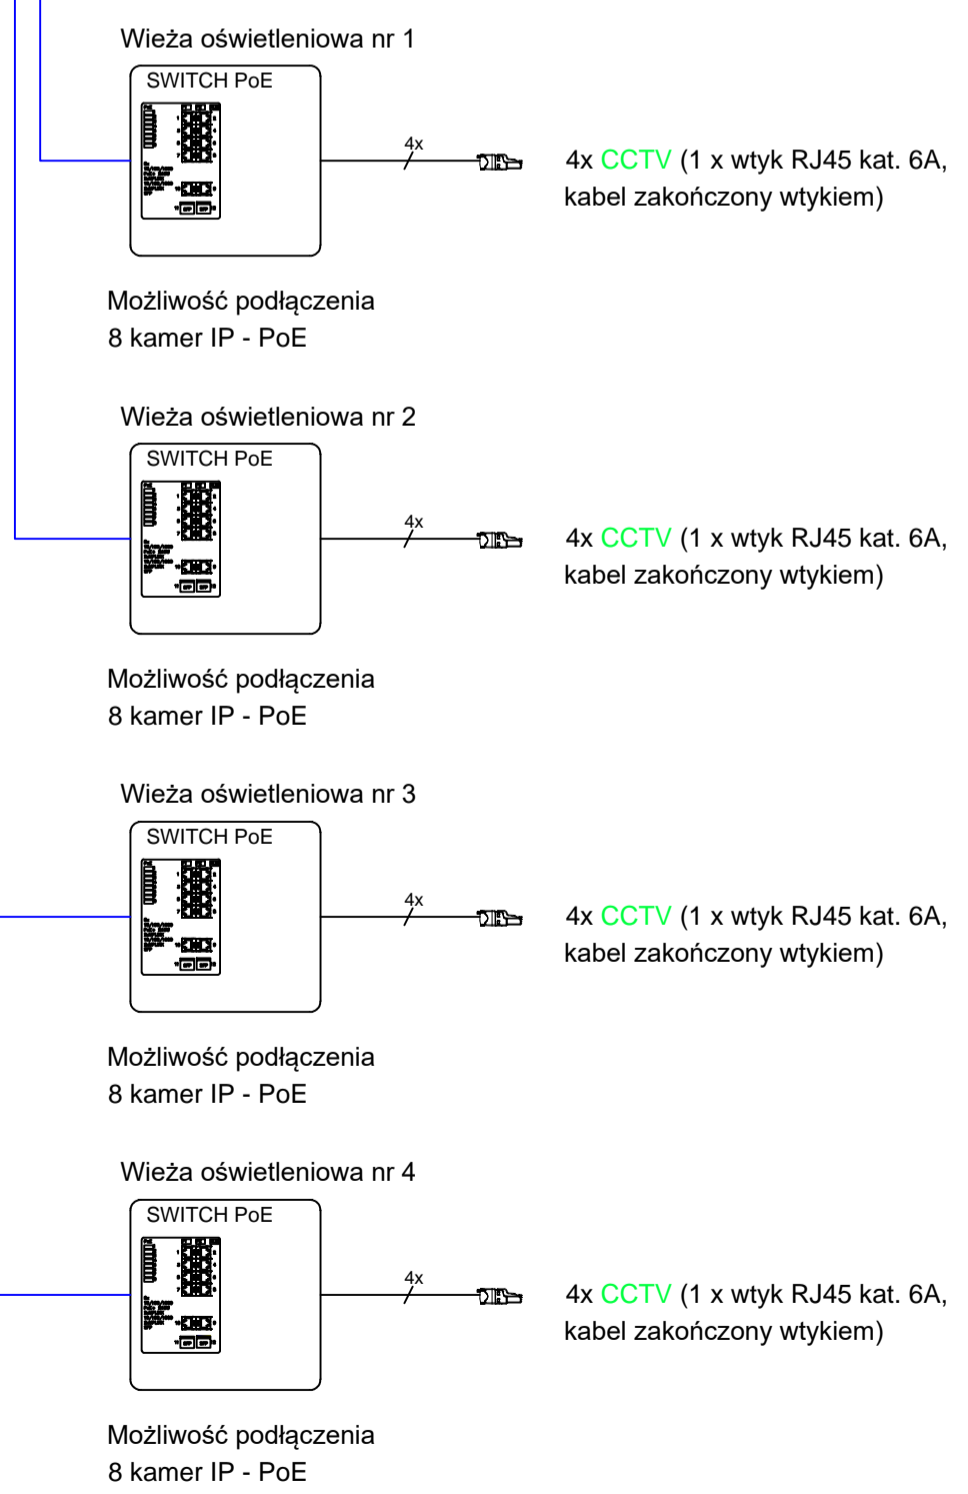 Wieża oświetleniowa nr 1
SWITCH PoE
4x
4x CCTV (1 x wtyk RJ45 kat. 6A,
kabel zakończony wtykiem)
Możliwość podłączenia
8 kamer IP - PoE
Wieża oświetleniowa nr 2
SWITCH PoE
4x
4x CCTV (1 x wtyk RJ45 kat. 6A,
kabel zakończony wtykiem)
Możliwość podłączenia
8 kamer IP - PoE
Wieża oświetleniowa nr 3
SWITCH PoE
4x
4x CCTV (1 x wtyk RJ45 kat. 6A,
kabel zakończony wtykiem)
Możliwość podłączenia
8 kamer IP - PoE
Wieża oświetleniowa nr 4
SWITCH PoE
4x
4x CCTV (1 x wtyk RJ45 kat. 6A,
kabel zakończony wtykiem)
Możliwość podłączenia
8 kamer IP - PoE